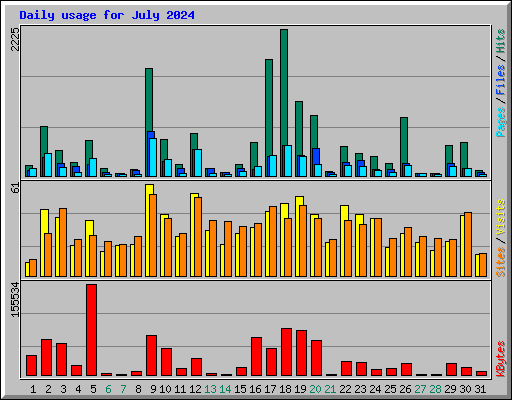 Daily usage for July 2024
2225
Pages / Files / Hits
61
Sites / Visits
155534
KBytes
1 2 3 4 5 6 7 8 9 10 11 12 13 14 15 16 17 18 19 20 21 22 23 24 25 26 27 28 29 30 31